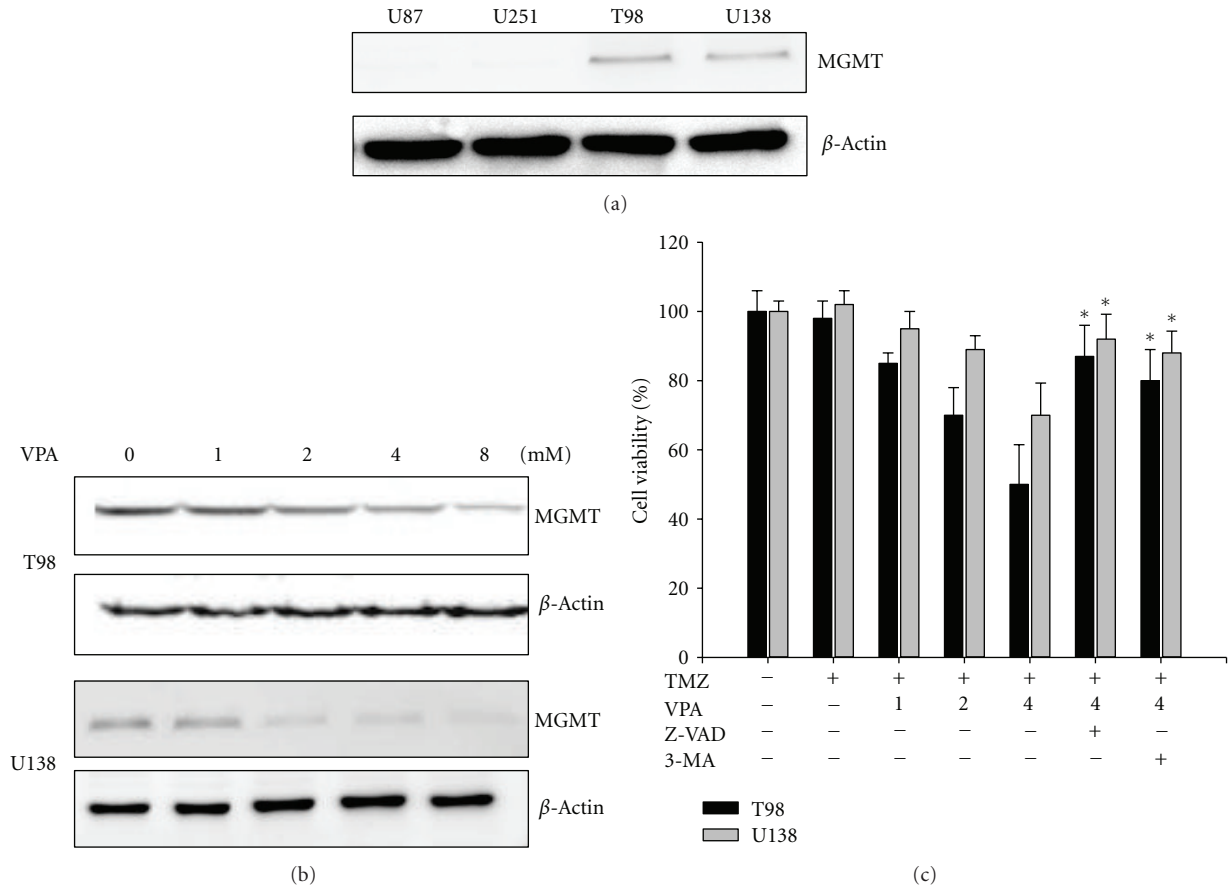 U87 U251 T98 U138
MGMT
β-Actin
(a)
VPA 0 1 2 4 8 (mM)
MGMT
T98
β-Actin
MGMT
U138
β-Actin
(b)
120
100
80
60
40
20
0
Cell viability (%)
* * * *
TMZ − + + + + + +
VPA − − 1 2 4 4 4
Z-VAD − − − − − + −
3-MA − − − − − − +
T98
U138
(c)